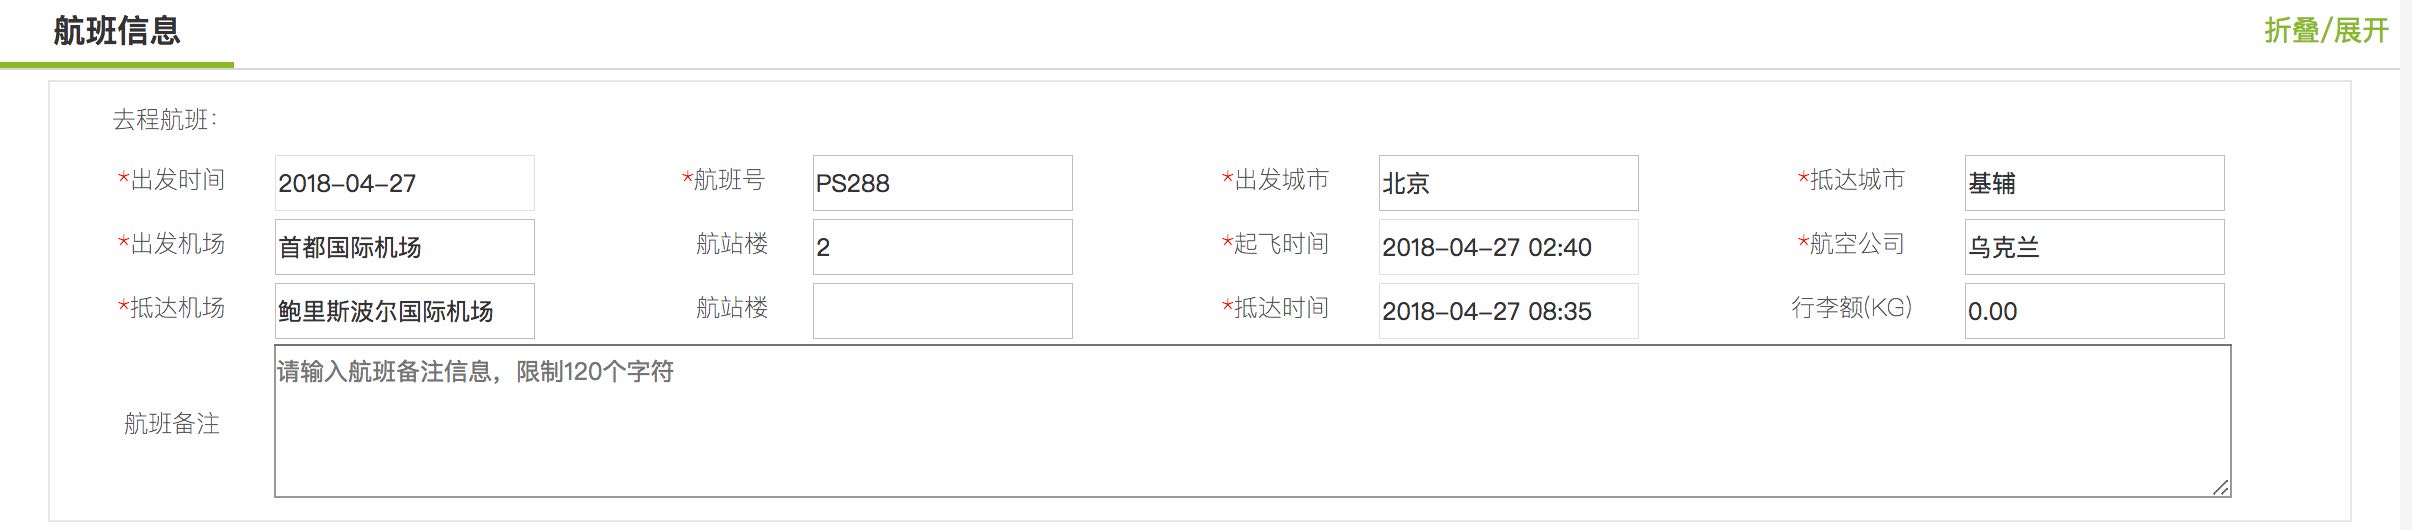 航班信息
折叠/展开
去程航班：
*出发时间 2018-04-27 *航班号 PS288 *出发城市 北京 *抵达城市 基辅
*出发机场 首都国际机场 航站楼 2 *起飞时间 2018-04-27 02:40 *航空公司 乌克兰
*抵达机场 鲍里斯波尔国际机场 航站楼 *抵达时间 2018-04-27 08:35 行李额(KG) 0.00
请输入航班备注信息，限制120个字符
航班备注